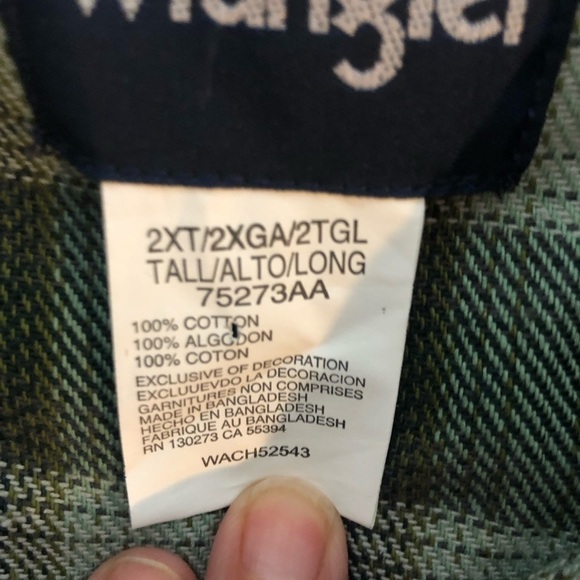 Wrangler
2XT/2XGA/2TGL
TALL/ALTO/LONG
75273AA
100% COTTON
100% ALGODON
100% COTON
EXCLUSIVE OF DECORATION
EXCLUUEVDO LA DECORACION
GARNITURES NON COMPRISES
MADE IN BANGLADESH
HECHO EN BANGLADESH
FABRIQUE AU BANGLADESH
RN 130273 CA 55394
WACH52543